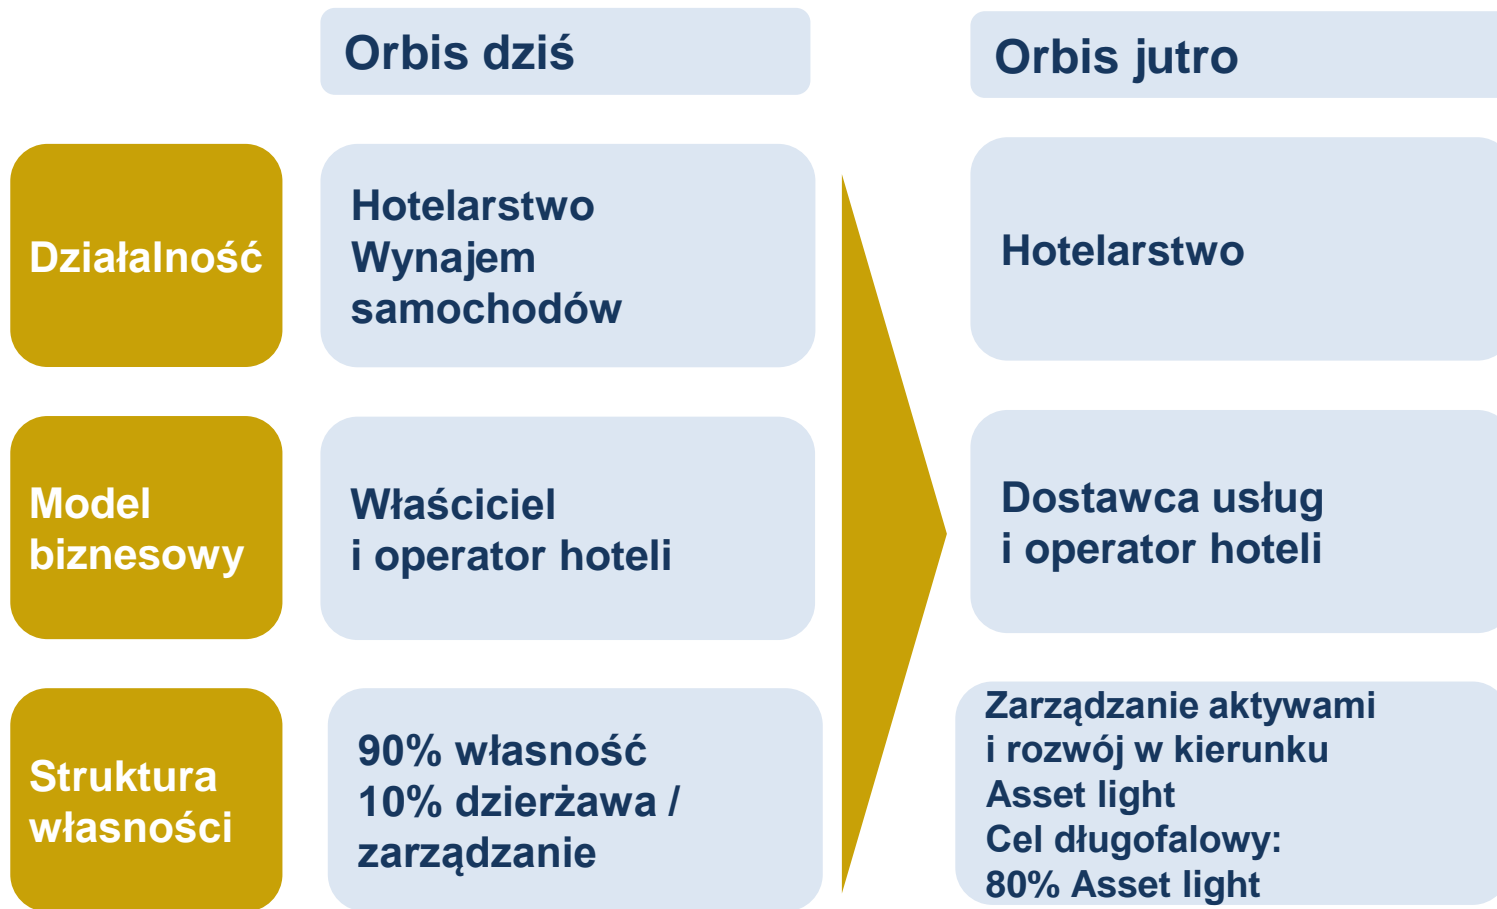 Orbis dziś
Orbis jutro
Działalność
Hotelarstwo
Wynajem
samochodów
Hotelarstwo
Model
biznesowy
Właściciel
i operator hoteli
Dostawca usług
i operator hoteli
Struktura
własności
90% własność
10% dzierżawa /
zarządzanie
Zarządzanie aktywami
i rozwój w kierunku
Asset light
Cel długofalowy:
80% Asset light